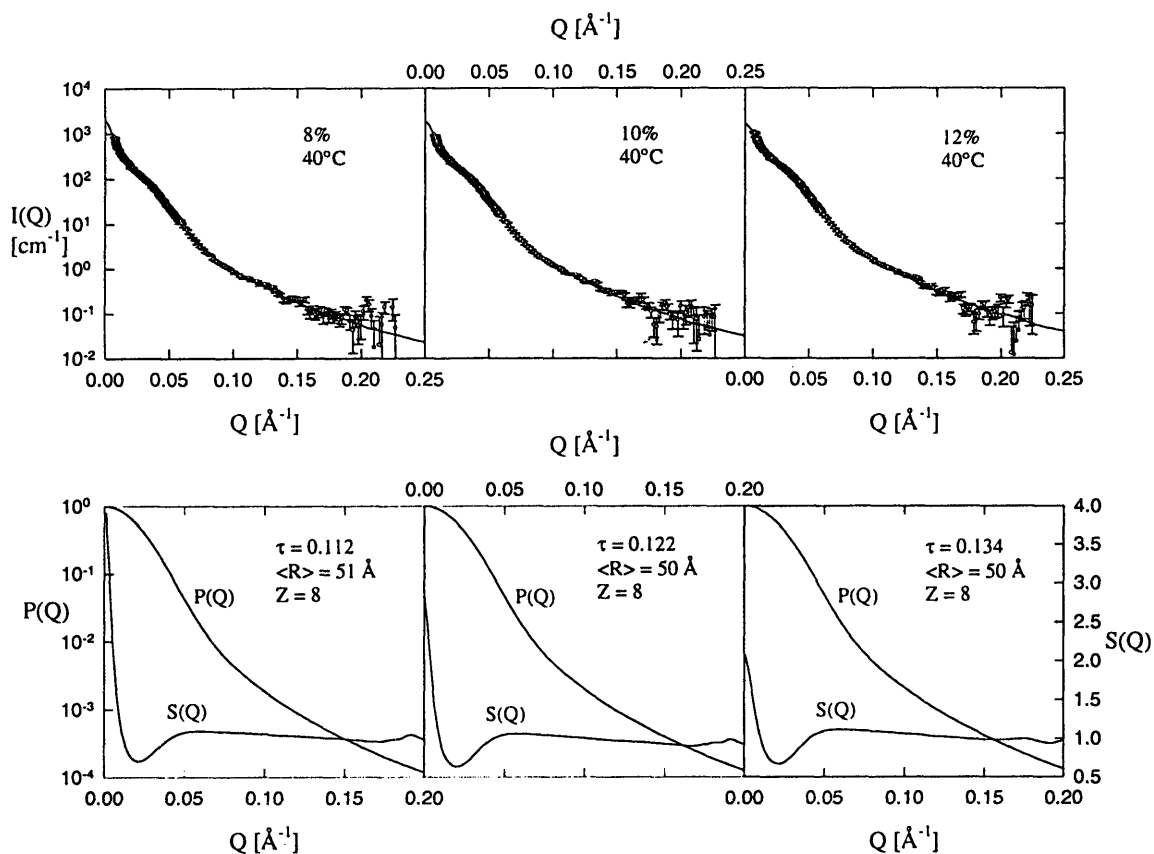 Q [Å⁻¹]
0.00 0.05 0.10 0.15 0.20 0.25
10⁴
10³
10²
10¹
10⁰
10⁻¹
10⁻²
I(Q)
[cm⁻¹]
8%
40°C
10%
40°C
12%
40°C
0.00 0.05 0.10 0.15 0.20 0.25
0.00 0.05 0.10 0.15 0.20 0.25
Q [Å⁻¹]
Q [Å⁻¹]
Q [Å⁻¹]
0.00 0.05 0.10 0.15 0.20
10⁰
10⁻¹
10⁻²
10⁻³
10⁻⁴
P(Q)
τ = 0.112
<R> = 51 Å
Z = 8
P(Q)
S(Q)
τ = 0.122
<R> = 50 Å
Z = 8
P(Q)
S(Q)
τ = 0.134
<R> = 50 Å
Z = 8
P(Q)
S(Q)
4.0
3.5
3.0
2.5
2.0
1.5
1.0
0.5
S(Q)
0.00 0.05 0.10 0.15 0.20
0.00 0.05 0.10 0.15 0.20
Q [Å⁻¹]
Q [Å⁻¹]